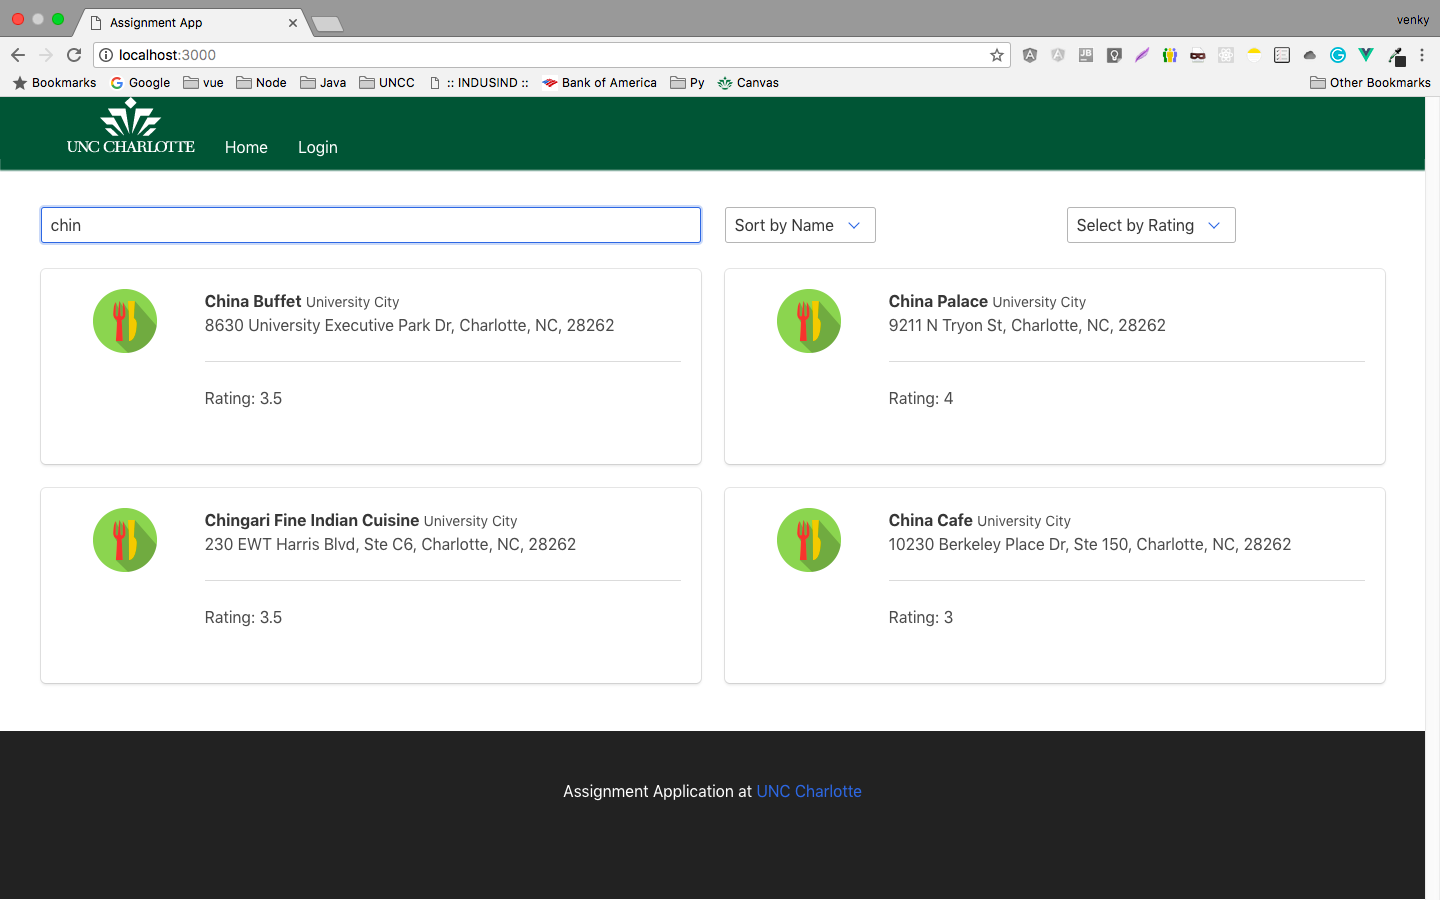 Assignment App
venky
localhost:3000
Bookmarks Google vue Node Java UNCC :: INDUSIND :: Bank of America Py Canvas Other Bookmarks
UNC CHARLOTTE Home Login
chin
Sort by Name
Select by Rating
China Buffet University City
8630 University Executive Park Dr, Charlotte, NC, 28262
Rating: 3.5
China Palace University City
9211 N Tryon St, Charlotte, NC, 28262
Rating: 4
Chingari Fine Indian Cuisine University City
230 EWT Harris Blvd, Ste C6, Charlotte, NC, 28262
Rating: 3.5
China Cafe University City
10230 Berkeley Place Dr, Ste 150, Charlotte, NC, 28262
Rating: 3
Assignment Application at UNC Charlotte